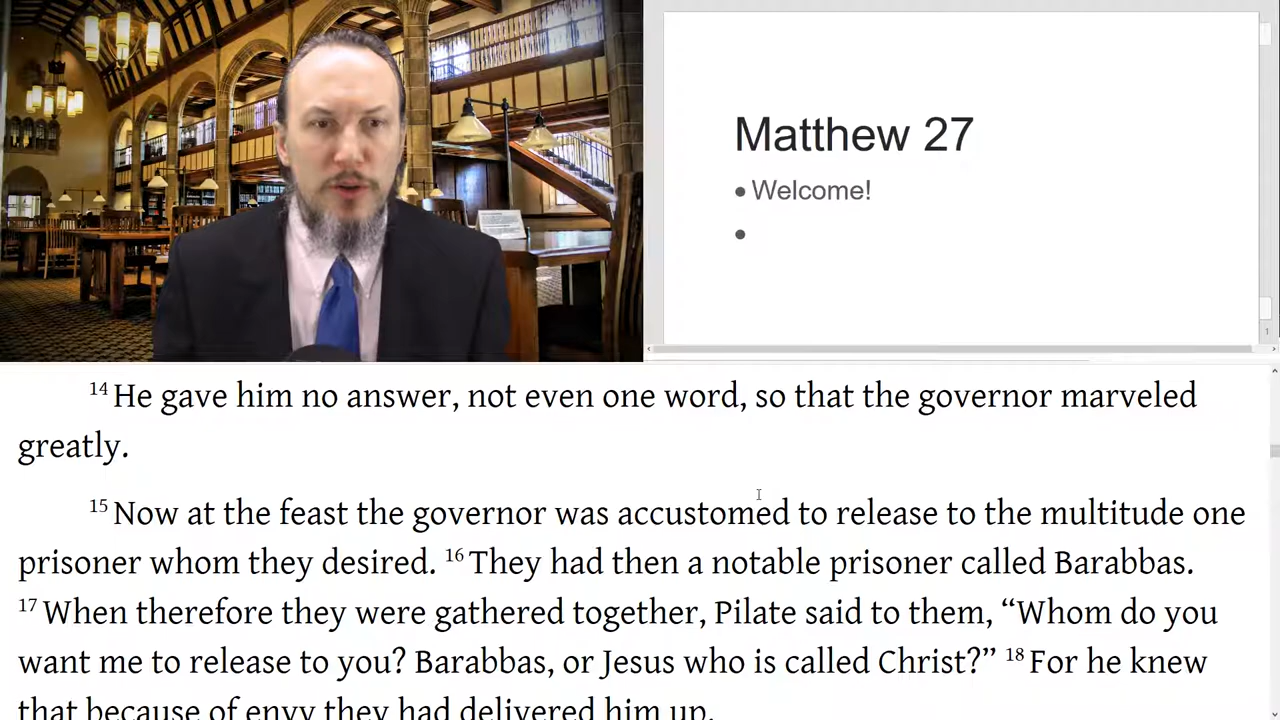 Matthew 27
• Welcome!
•
1
14 He gave him no answer, not even one word, so that the governor marveled
greatly.
15 Now at the feast the governor was accustomed to release to the multitude one
prisoner whom they desired. 16 They had then a notable prisoner called Barabbas.
17 When therefore they were gathered together, Pilate said to them, “Whom do you
want me to release to you? Barabbas, or Jesus who is called Christ?” 18 For he knew
that because of envy they had delivered him up.